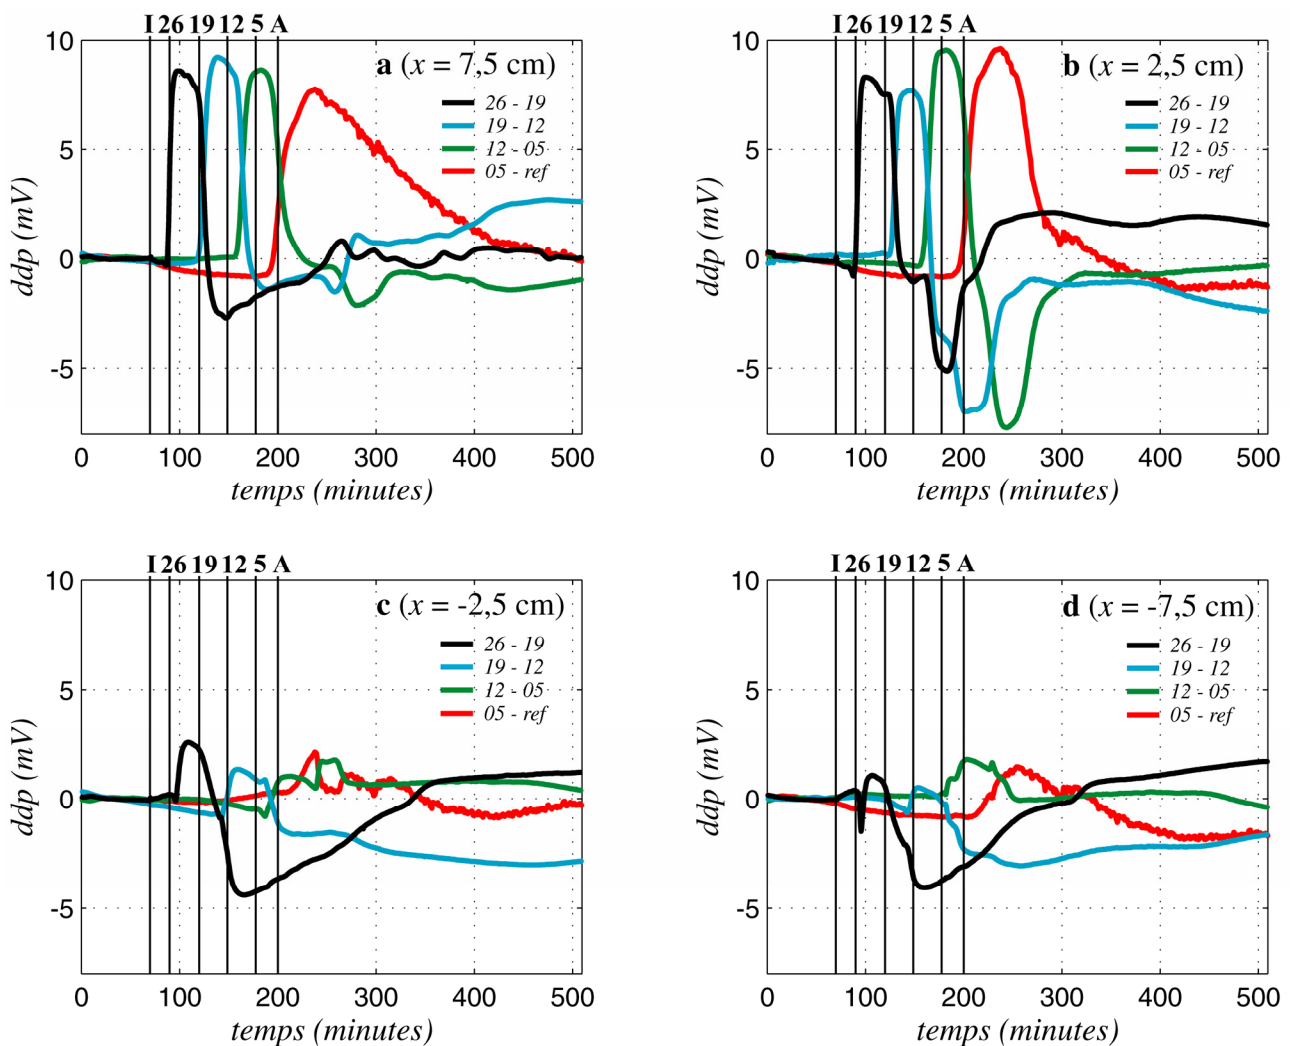 I 26 19 12 5 A
10
5
0
-5
ddp (mV)
a (x = 7,5 cm)
26 - 19
19 - 12
12 - 05
05 - ref
0 100 200 300 400 500
temps (minutes)
I 26 19 12 5 A
10
5
0
-5
ddp (mV)
b (x = 2,5 cm)
26 - 19
19 - 12
12 - 05
05 - ref
0 100 200 300 400 500
temps (minutes)
I 26 19 12 5 A
10
5
0
-5
ddp (mV)
c (x = -2,5 cm)
26 - 19
19 - 12
12 - 05
05 - ref
0 100 200 300 400 500
temps (minutes)
I 26 19 12 5 A
10
5
0
-5
ddp (mV)
d (x = -7,5 cm)
26 - 19
19 - 12
12 - 05
05 - ref
0 100 200 300 400 500
temps (minutes)